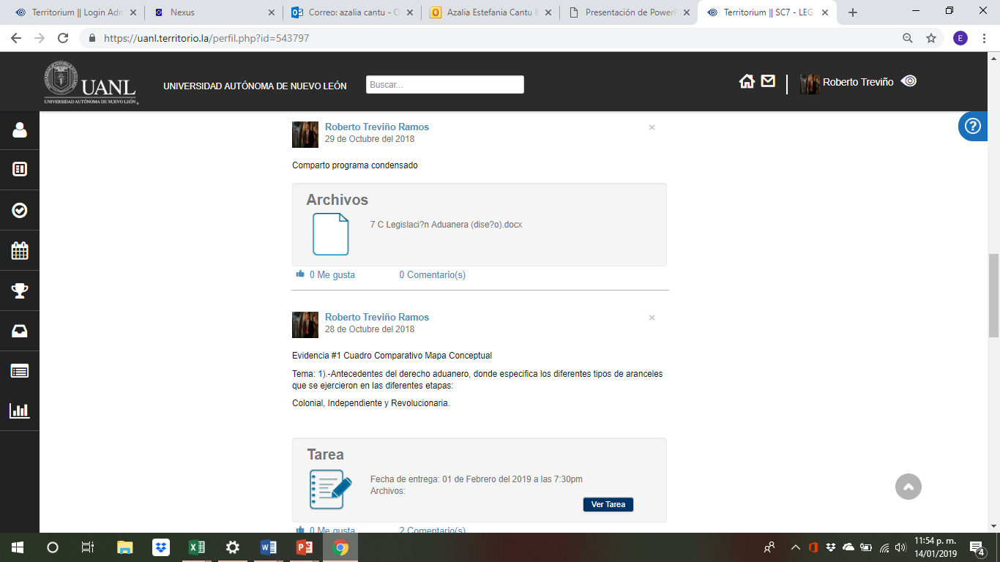 Territorium || Login Adm
Nexus
Correo: azalia cantu - O
Azalia Estefanía Cantu E
Presentación de PowerP
Territorium || SC7 - LEG
https://uanl.territorio.la/perfil.php?id=543797
E
UANL
UNIVERSIDAD AUTÓNOMA DE NUEVO LEÓN
UNIVERSIDAD AUTÓNOMA DE NUEVO LEÓN
Buscar...
Roberto Treviño
Roberto Treviño Ramos
29 de Octubre del 2018
Comparto programa condensado
Archivos
7 C Legislaci?n Aduanera (dise?o).docx
0 Me gusta
0 Comentario(s)
Roberto Treviño Ramos
28 de Octubre del 2018
Evidencia #1 Cuadro Comparativo Mapa Conceptual
Tema: 1).-Antecedentes del derecho aduanero, donde especifica los diferentes tipos de aranceles
que se ejercieron en las diferentes etapas:
Colonial, Independiente y Revolucionaria.
Tarea
Fecha de entrega: 01 de Febrero del 2019 a las 7:30pm
Archivos:
Ver Tarea
0 Me gusta
2 Comentario(s)
11:54 p. m.
14/01/2019
4